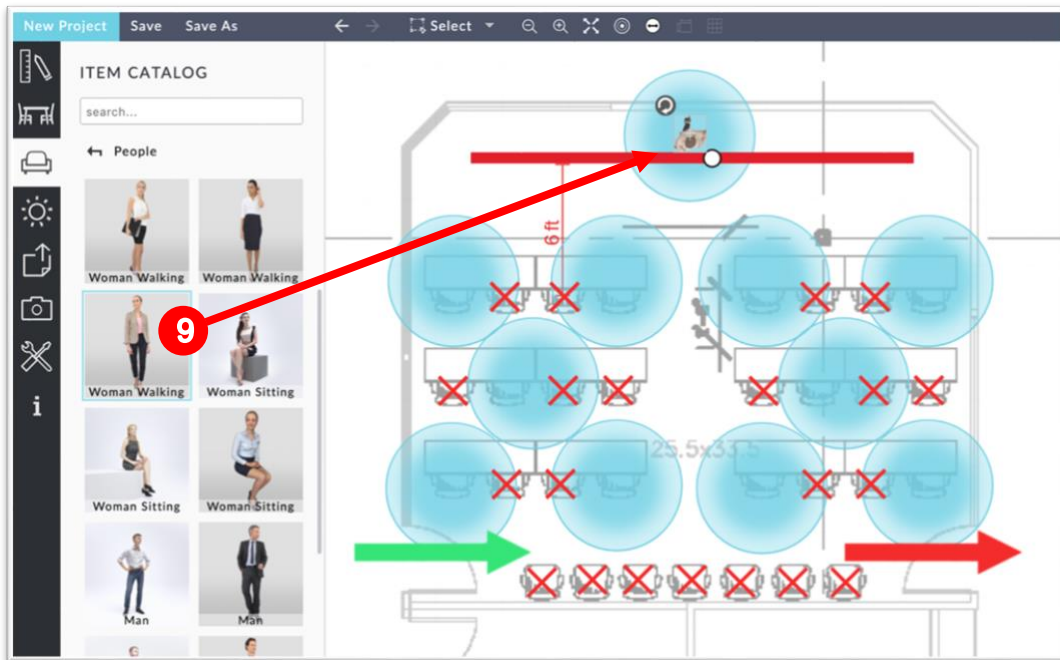 New Project Save Save As Select
ITEM CATALOG
search...
People
Woman Walking Woman Walking
9
Woman Walking Woman Sitting
Woman Sitting Woman Sitting
Man Man
6 ft
25.5x33.5
i